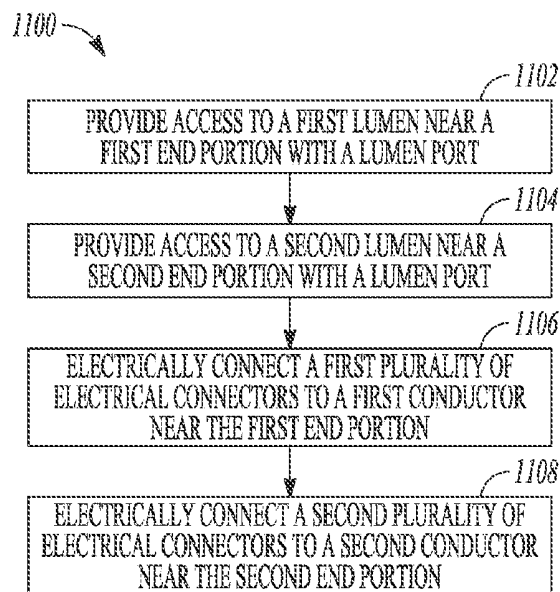 1100
1102
PROVIDE ACCESS TO A FIRST LUMEN NEAR A
FIRST END PORTION WITH A LUMEN PORT
1104
PROVIDE ACCESS TO A SECOND LUMEN NEAR A
SECOND END PORTION WITH A LUMEN PORT
1106
ELECTRICALLY CONNECT A FIRST PLURALITY OF
ELECTRICAL CONNECTORS TO A FIRST CONDUCTOR
NEAR THE FIRST END PORTION
1108
ELECTRICALLY CONNECT A SECOND PLURALITY OF
ELECTRICAL CONNECTORS TO A SECOND CONDUCTOR
NEAR THE SECOND END PORTION